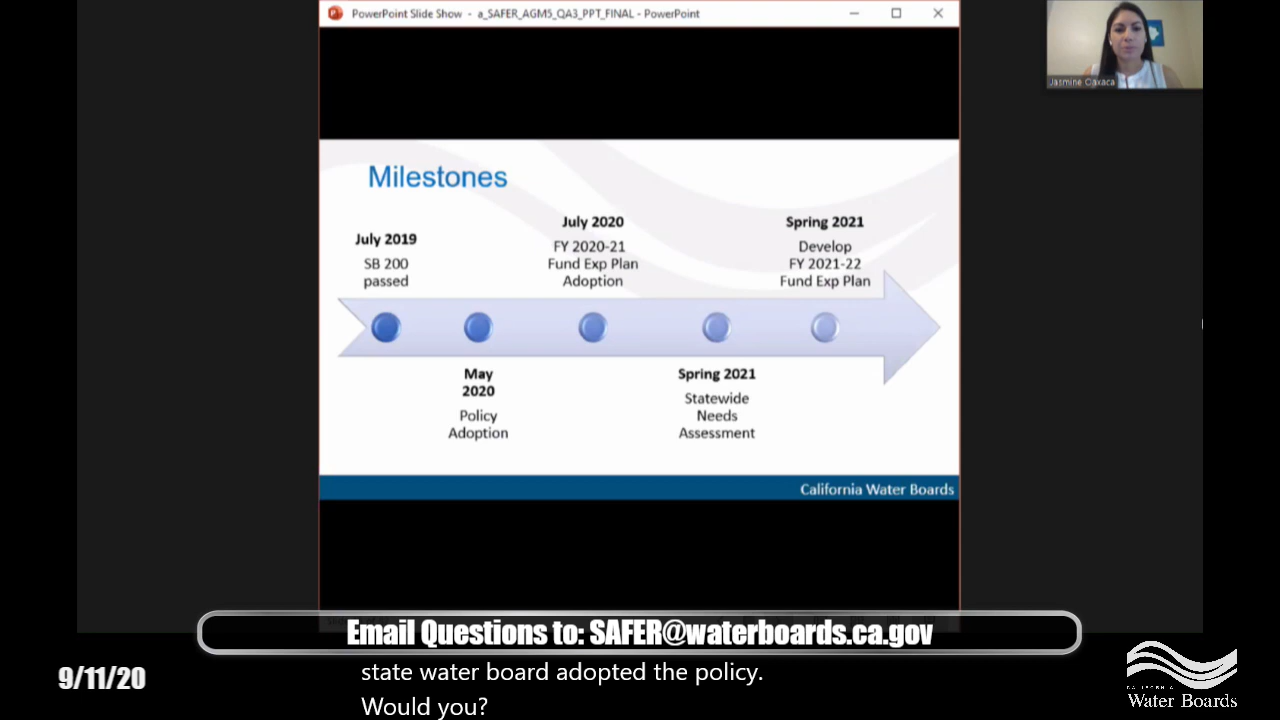 PowerPoint Slide Show - a_SAFER_AGM5_QA3_PPT_FINAL - PowerPoint
Jazmine Oaxaca
Milestones
July 2019
SB 200
passed
May
2020
Policy
Adoption
July 2020
FY 2020-21
Fund Exp Plan
Adoption
Spring 2021
Statewide
Needs
Assessment
Spring 2021
Develop
FY 2021-22
Fund Exp Plan
California Water Boards
Email Questions to: SAFER@waterboards.ca.gov
state water board adopted the policy.
Would you?
9/11/20
CALIFORNIA
Water Boards